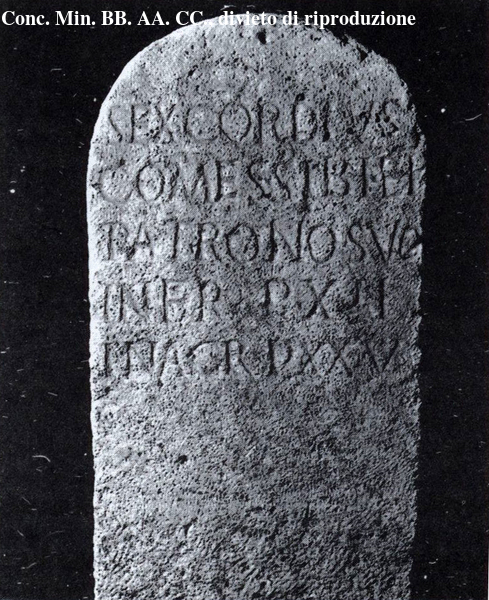 Conc. Min. BB. AA. CC. divieto di riproduzione
SEX CORDIVS
COMES SIBI ET
PATRONO SVO
IN FR P XII
IN AGR P XXV